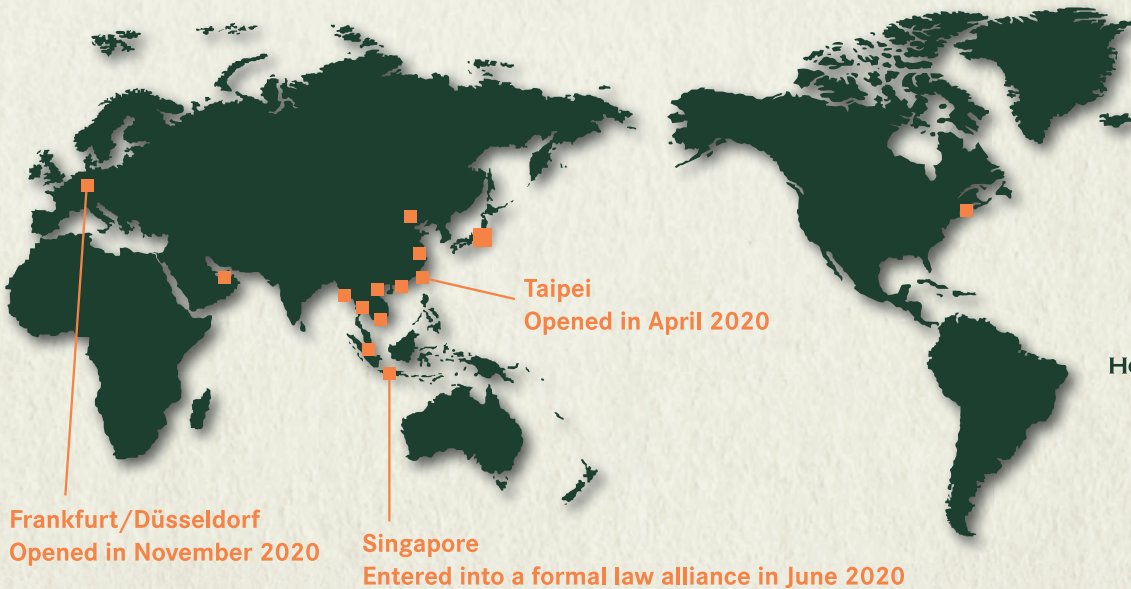 Taipei
Opened in April 2020
Frankfurt/Düsseldorf
Opened in November 2020
Singapore
Entered into a formal law alliance in June 2020